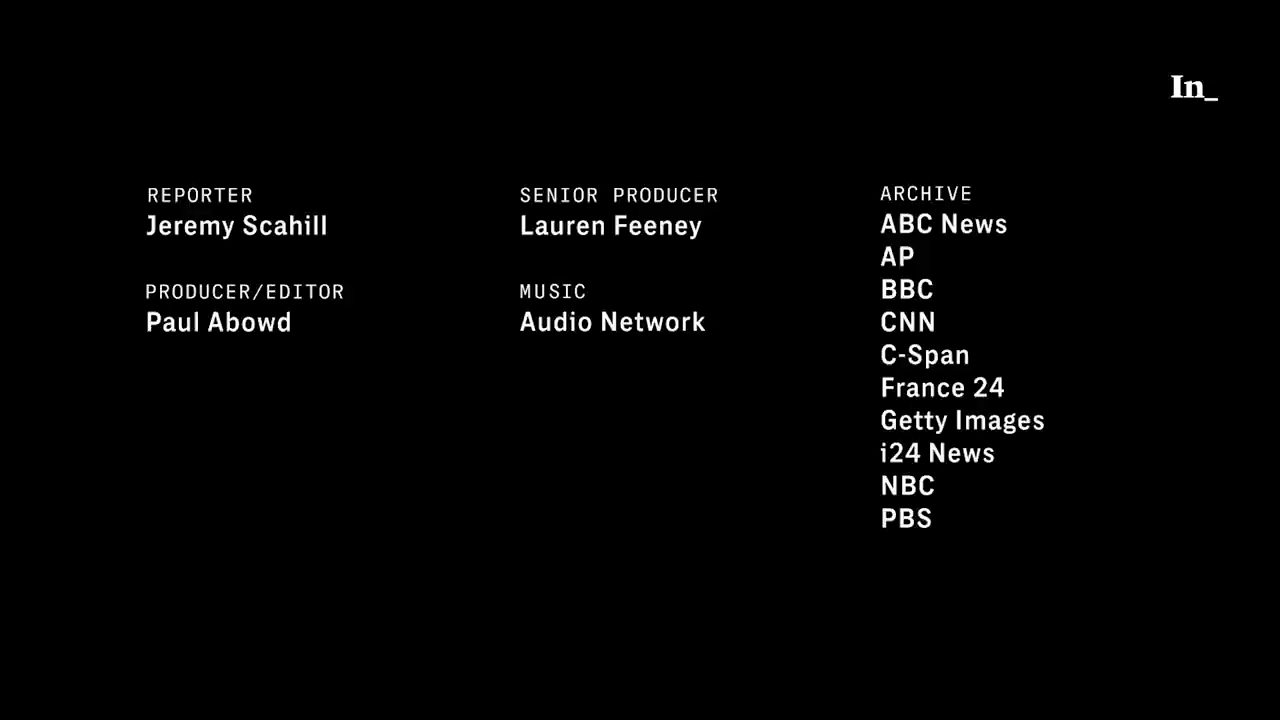 In_
REPORTER
Jeremy Scahill
PRODUCER/EDITOR
Paul Abowd
SENIOR PRODUCER
Lauren Feeney
MUSIC
Audio Network
ARCHIVE
ABC News
AP
BBC
CNN
C-Span
France 24
Getty Images
i24 News
NBC
PBS